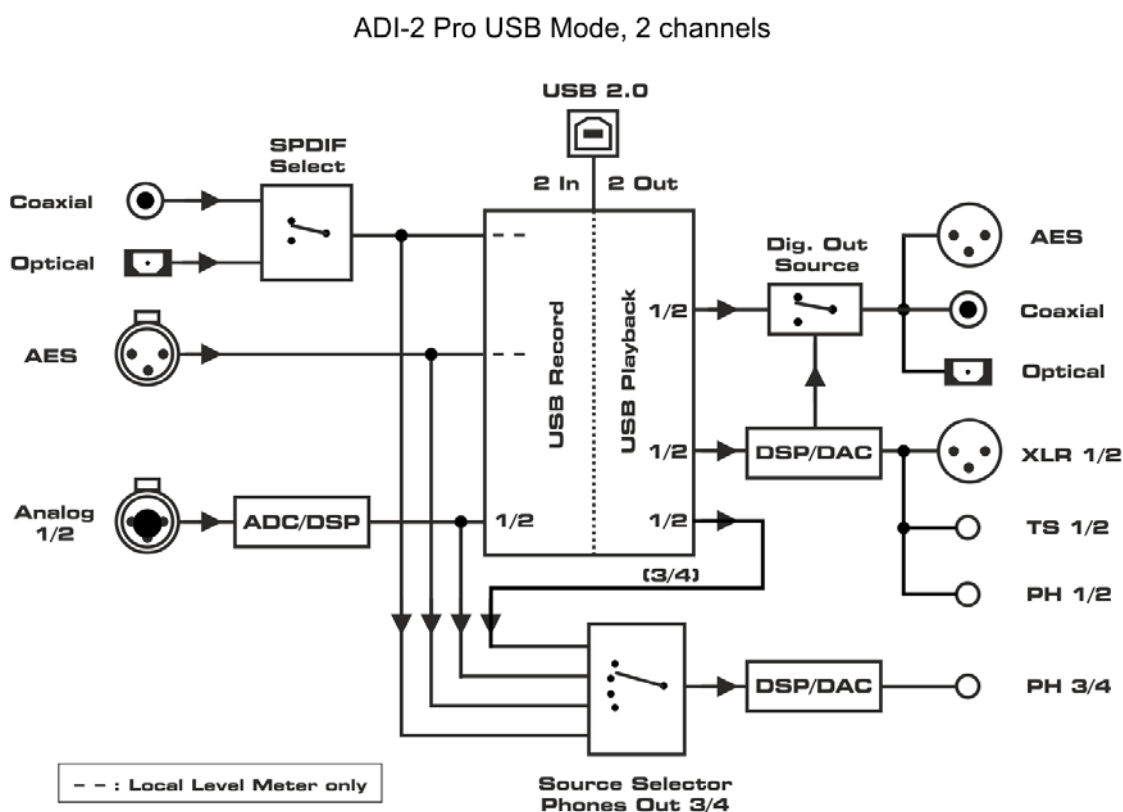 ADI-2 Pro USB Mode, 2 channels
USB 2.0
2 In
2 Out
SPDIF
Select
Coaxial
Optical
AES
Analog
1/2
ADC/DSP
- -
- -
1/2
USB Record
USB Playback
1/2
1/2
1/2
(3/4)
Dig. Out
Source
DSP/DAC
AES
Coaxial
Optical
XLR 1/2
TS 1/2
PH 1/2
DSP/DAC
PH 3/4
Source Selector
Phones Out 3/4
- - : Local Level Meter only